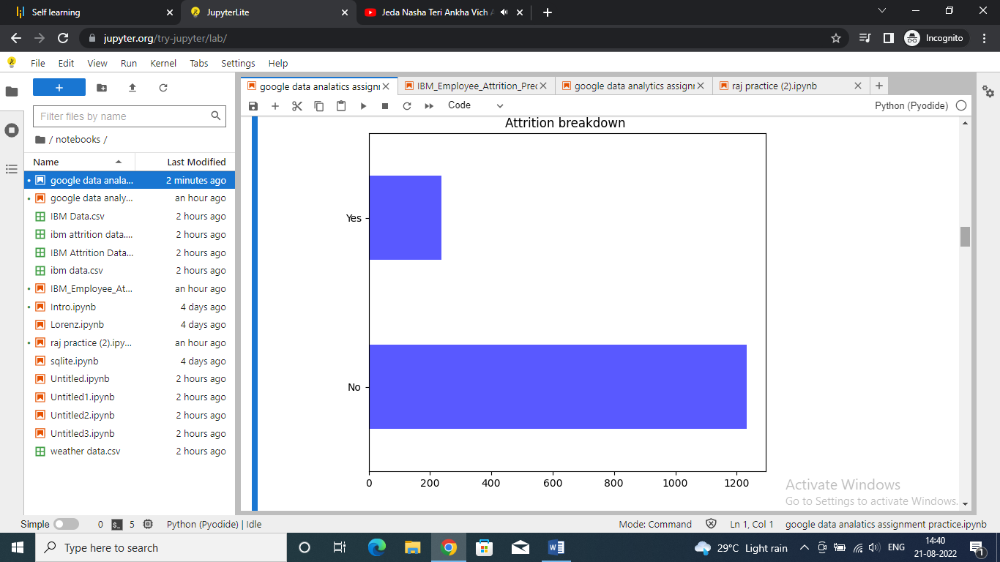 Self learning
JupyterLite
Jeda Nasha Teri Ankha Vich
jupyter.org/try-jupyter/lab/
Incognito
File Edit View Run Kernel Tabs Settings Help
google data analatics assignr
IBM_Employee_Attrition_Prec
google data analytics assignr
raj practice (2).ipynb
Code
Python (Pyodide)
Filter files by name
/ notebooks /
Name Last Modified
google data anala... 2 minutes ago
google data analy... an hour ago
IBM Data.csv 2 hours ago
ibm attrition data.... 2 hours ago
IBM Attrition Data... 2 hours ago
ibm data.csv 2 hours ago
IBM_Employee_At... an hour ago
Intro.ipynb 4 days ago
Lorenz.ipynb 4 days ago
raj practice (2).ipy... an hour ago
sqlite.ipynb 4 days ago
Untitled.ipynb 2 hours ago
Untitled1.ipynb 2 hours ago
Untitled2.ipynb 2 hours ago
Untitled3.ipynb 2 hours ago
weather data.csv 2 hours ago
Attrition breakdown
Yes
No
0 200 400 600 800 1000 1200
Activate Windows
Go to Settings to activate Windows.
Simple 0 $_ 5 Python (Pyodide) | Idle Mode: Command Ln 1, Col 1 google data analatics assignment practice.ipynb
Type here to search
29°C Light rain
ENG
14:40
21-08-2022
1